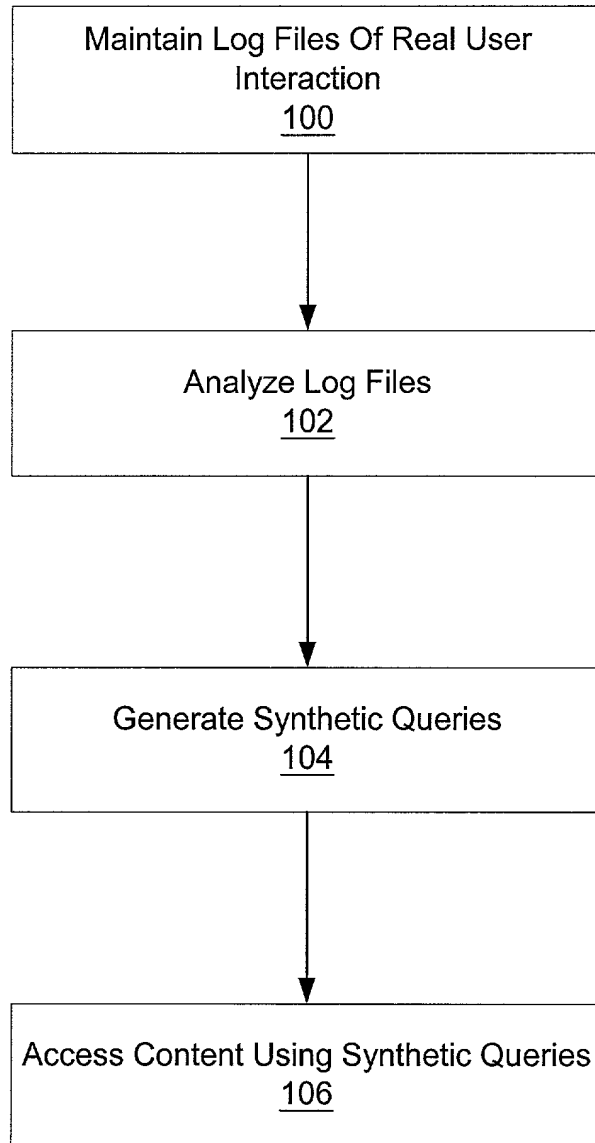 Maintain Log Files Of Real User
Interaction
100
Analyze Log Files
102
Generate Synthetic Queries
104
Access Content Using Synthetic Queries
106